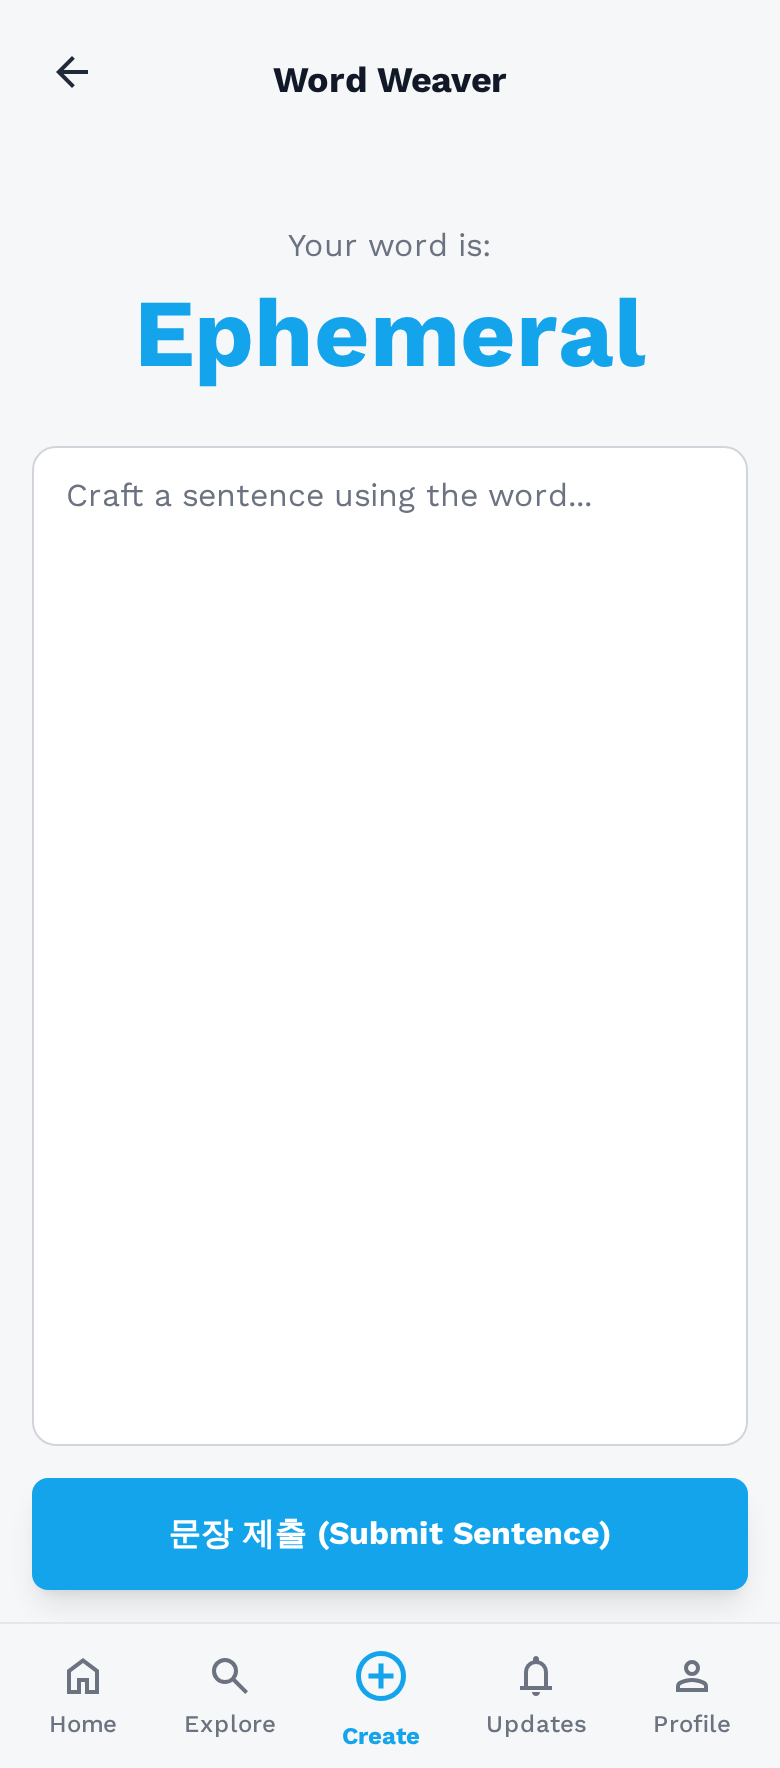 Word Weaver
Your word is:
Ephemeral
Craft a sentence using the word...
문장 제출 (Submit Sentence)
Home
Explore
Create
Updates
Profile